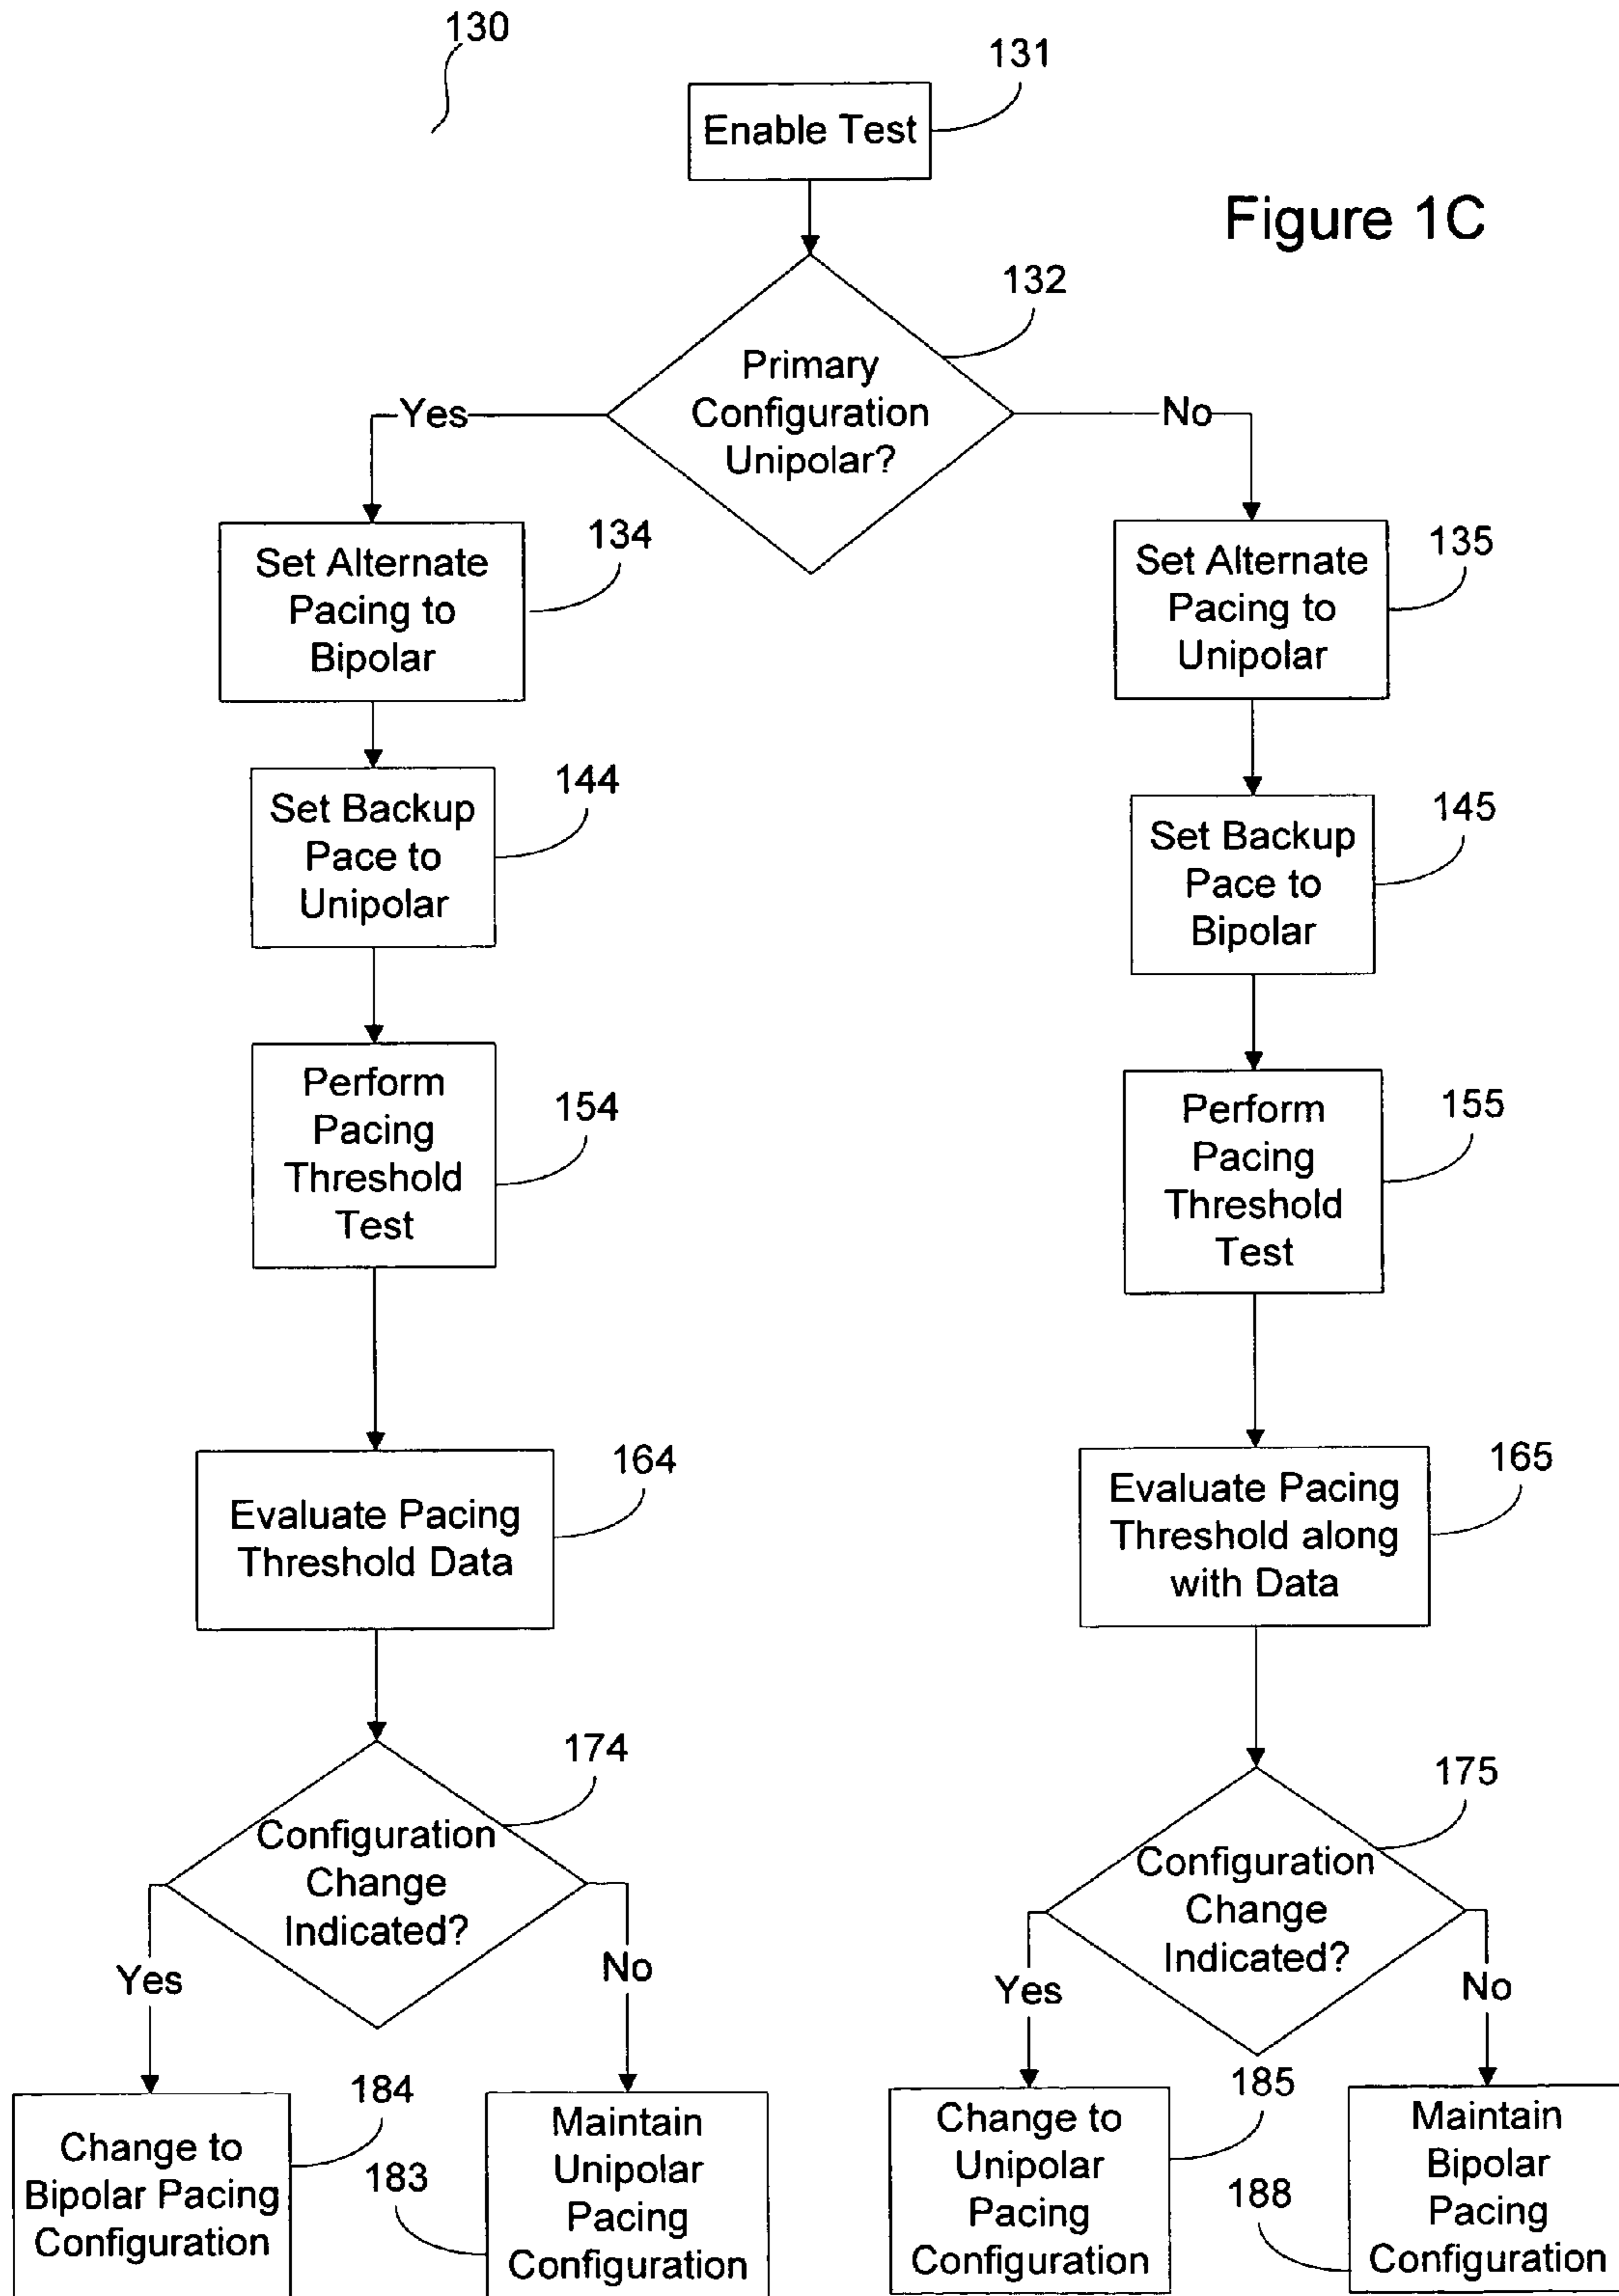 130
131
Enable Test
Figure 1C
132
Primary
Configuration
Unipolar?
Yes
No
134
Set Alternate
Pacing to
Bipolar
135
Set Alternate
Pacing to
Unipolar
144
Set Backup
Pace to
Unipolar
145
Set Backup
Pace to
Bipolar
154
Perform
Pacing
Threshold
Test
155
Perform
Pacing
Threshold
Test
164
Evaluate Pacing
Threshold Data
165
Evaluate Pacing
Threshold along
with Data
174
Configuration
Change
Indicated?
175
Configuration
Change
Indicated?
Yes
No
Yes
No
184
Change to
Bipolar Pacing
Configuration
183
Maintain
Unipolar
Pacing
Configuration
185
Change to
Unipolar
Pacing
Configuration
188
Maintain
Bipolar
Pacing
Configuration